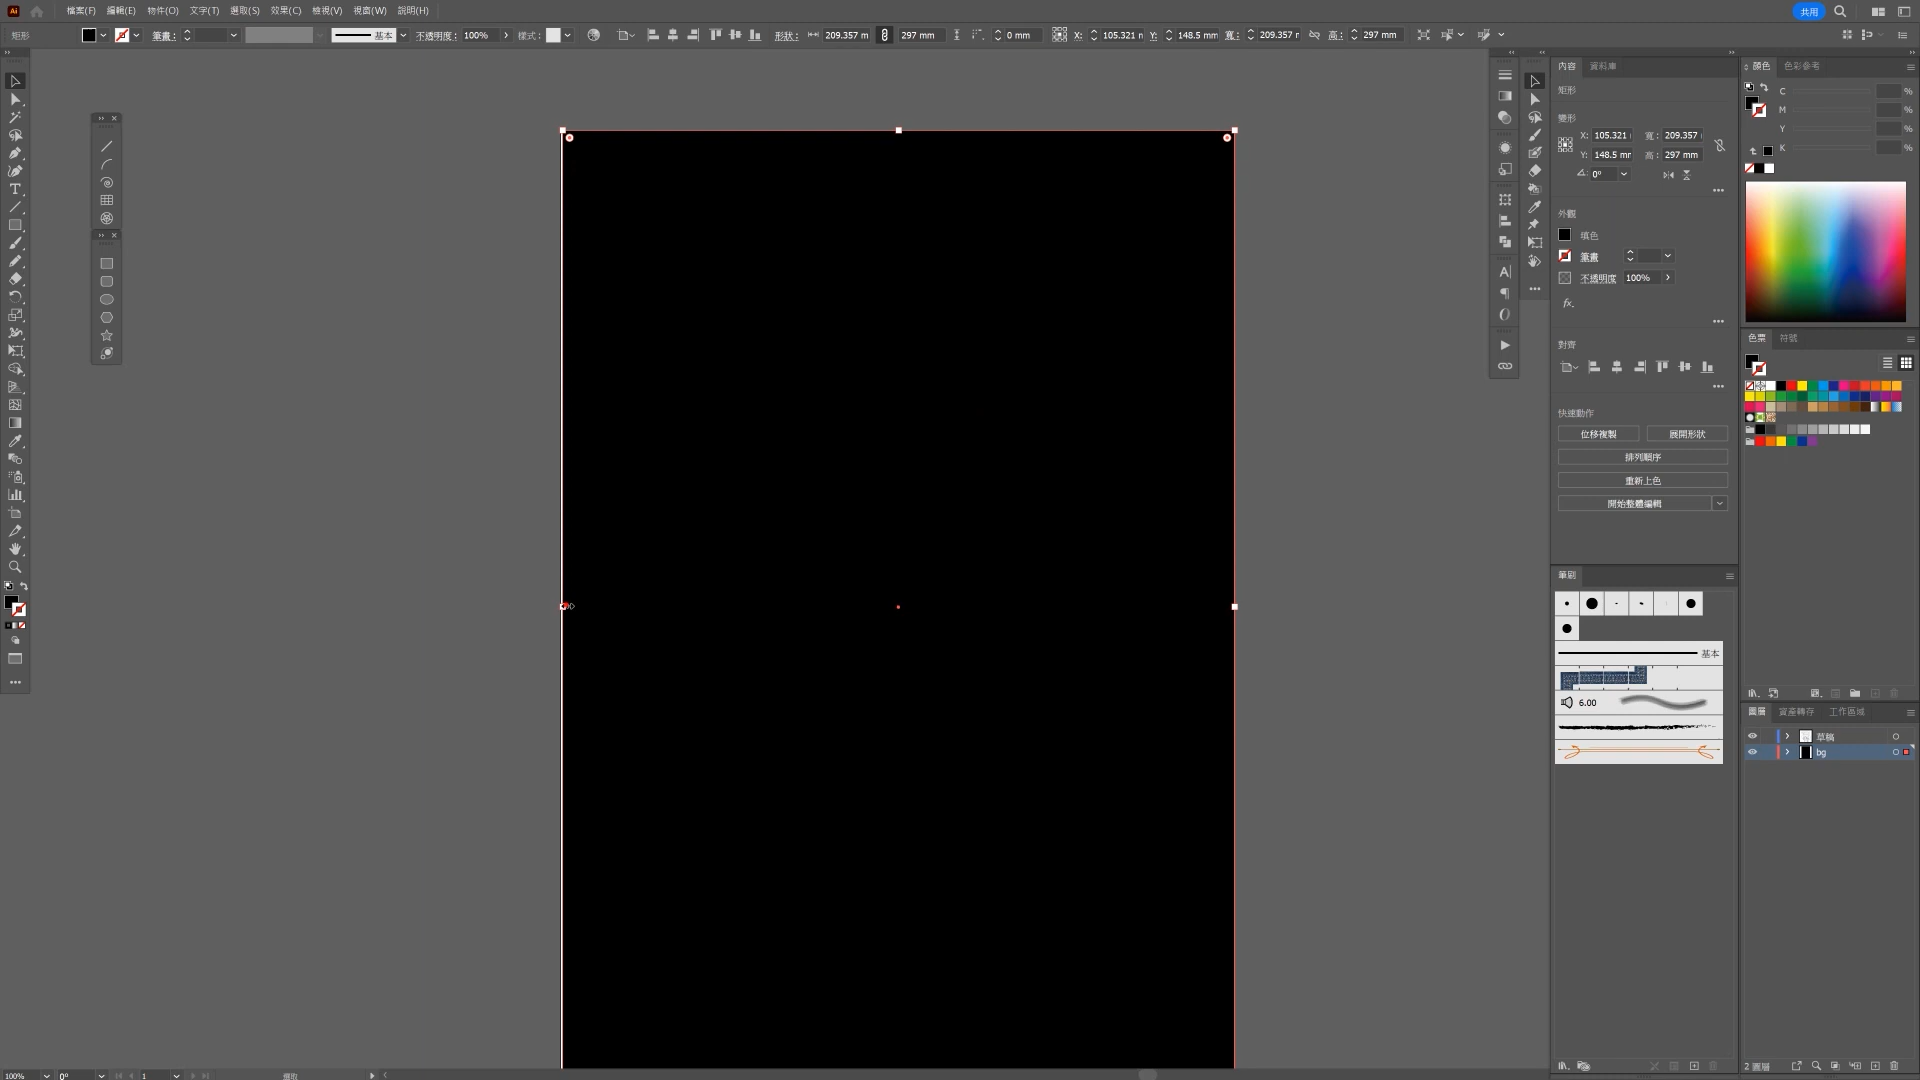 Ai 檔案(F) 編輯(E) 物件(O) 文字(T) 選取(S) 效果(C) 檢視(V) 視窗(W) 說明(H) 共用
矩形 筆畫： 基本 不透明度： 100% 樣式： 形狀： 209.357 m 297 mm 0 mm X: 105.321 n Y: 148.5 mm 寬： 209.357 r 高： 297 mm
內容 資料庫
矩形
變形
X: 105.321 寬： 209.357
Y: 148.5 mm 高： 297 mm
0°
外觀
填色
筆畫
不透明度 100%
fx.
對齊
快速動作
位移複製 展開形狀
排列順序
重新上色
開始整體編輯
筆刷
基本
6.00
顏色 色彩參考
C %
M %
Y %
K %
色票 符號
圖層 資產轉存 工作區域
草稿
bg
2 圖層
100% 0° 1 選取